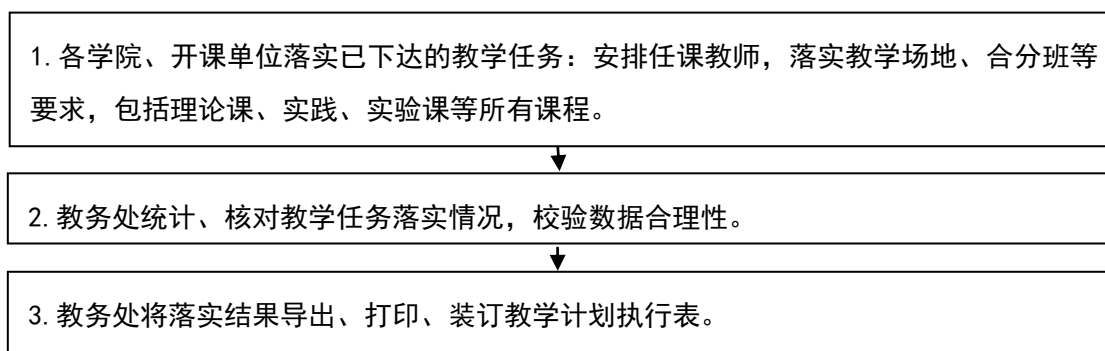 1.各学院、开课单位落实已下达的教学任务：安排任课教师，落实教学场地、合分班等
要求，包括理论课、实践、实验课等所有课程。
2.教务处统计、核对教学任务落实情况，校验数据合理性。
3.教务处将落实结果导出、打印、装订教学计划执行表。